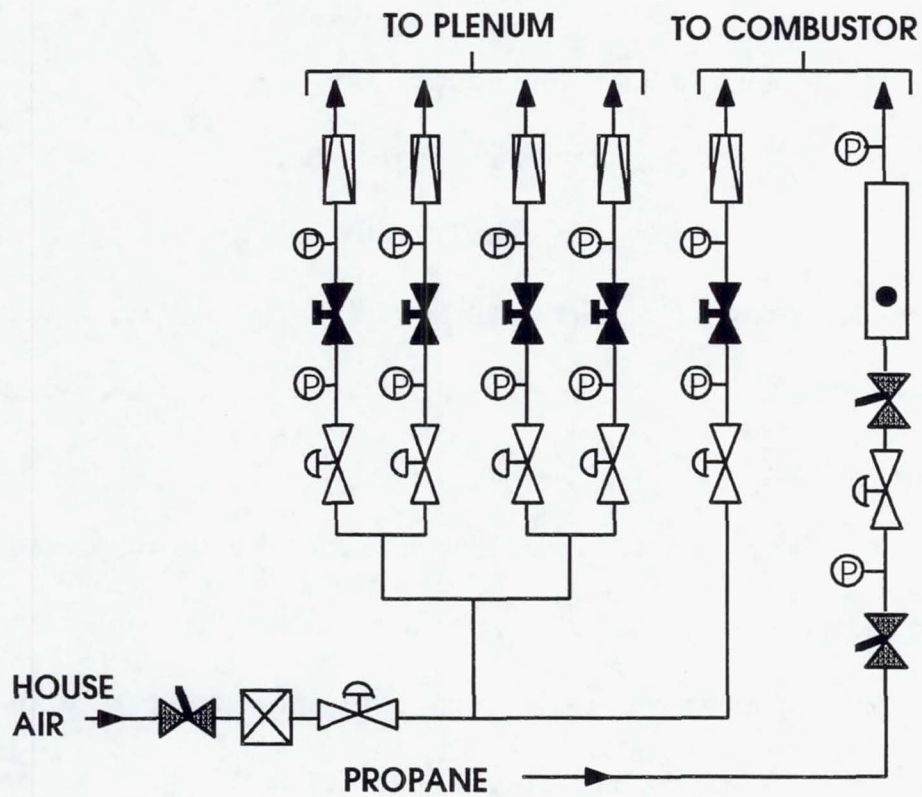 TO PLENUM
TO COMBUSTOR
P
P P P P P
P P P P P
P
HOUSE
AIR
PROPANE